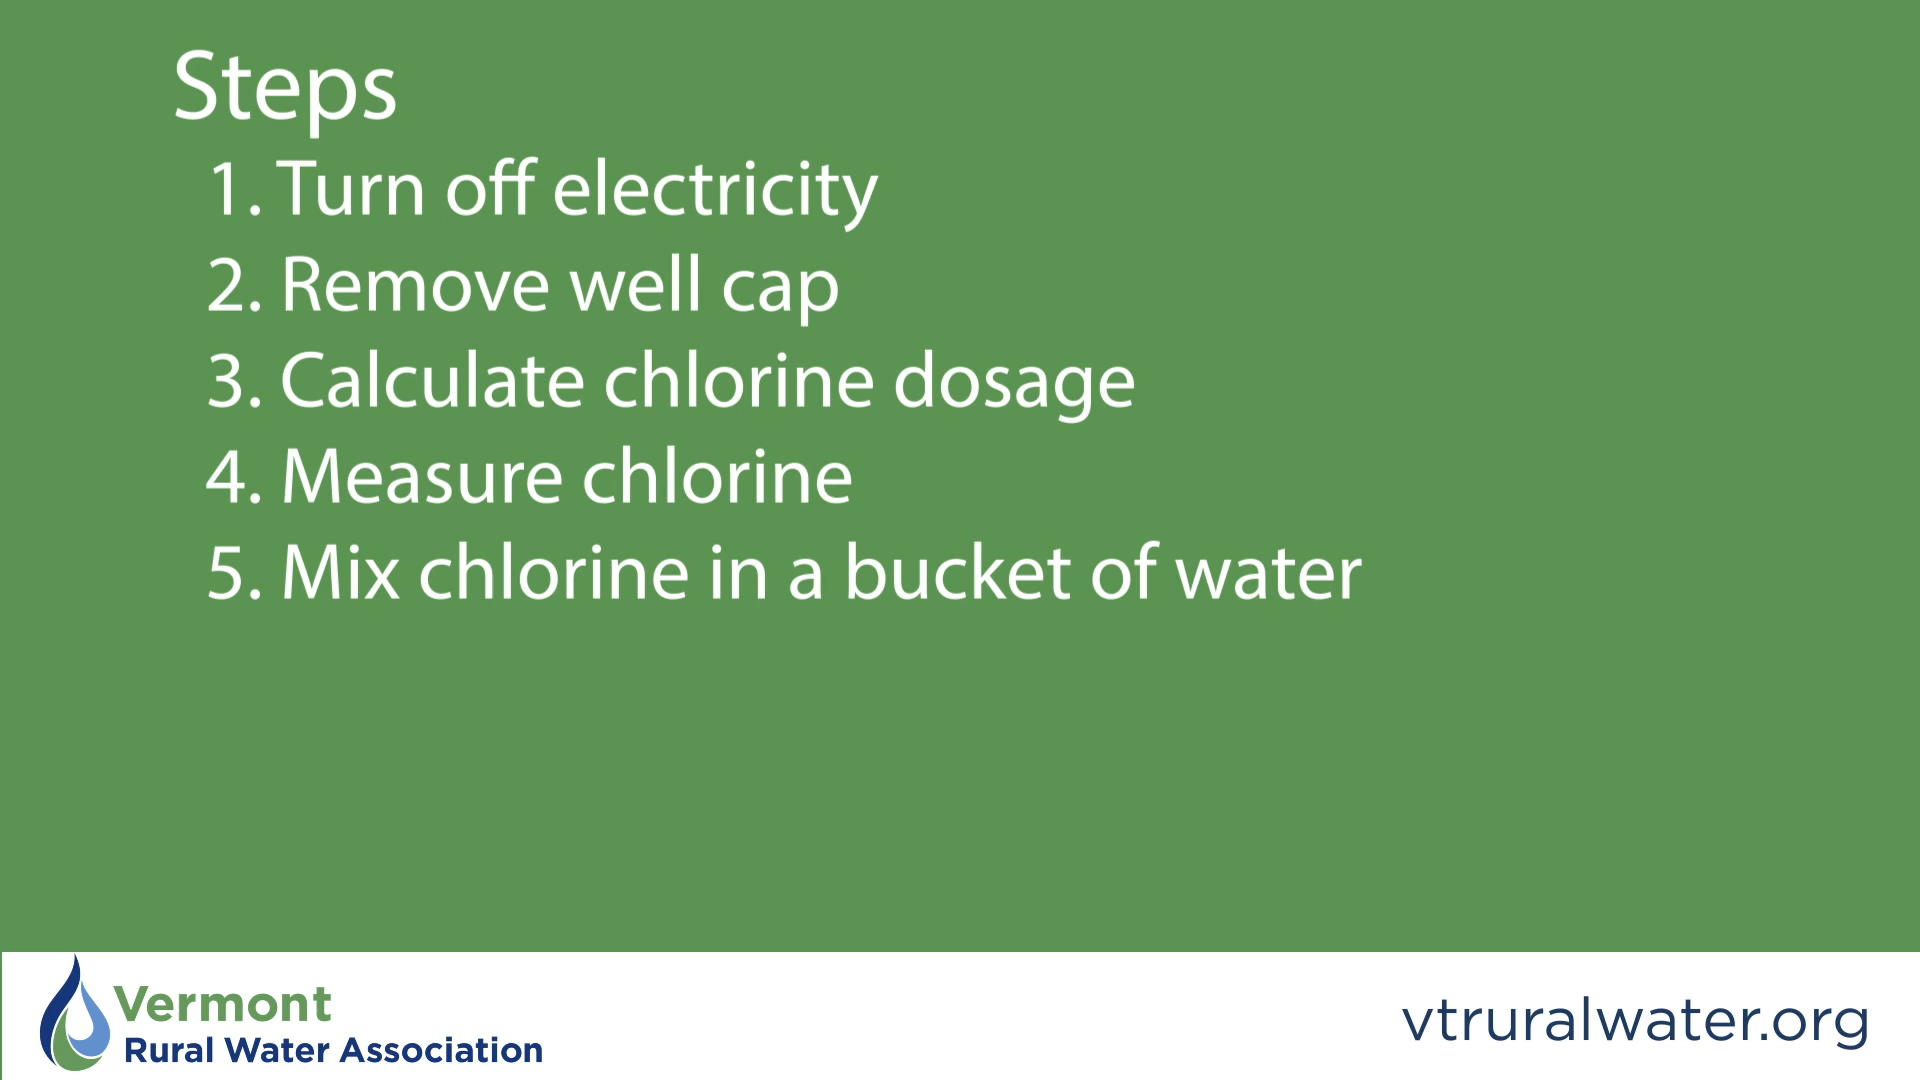 Steps
1. Turn off electricity
2. Remove well cap
3. Calculate chlorine dosage
4. Measure chlorine
5. Mix chlorine in a bucket of water
Vermont
Rural Water Association
vtruralwater.org